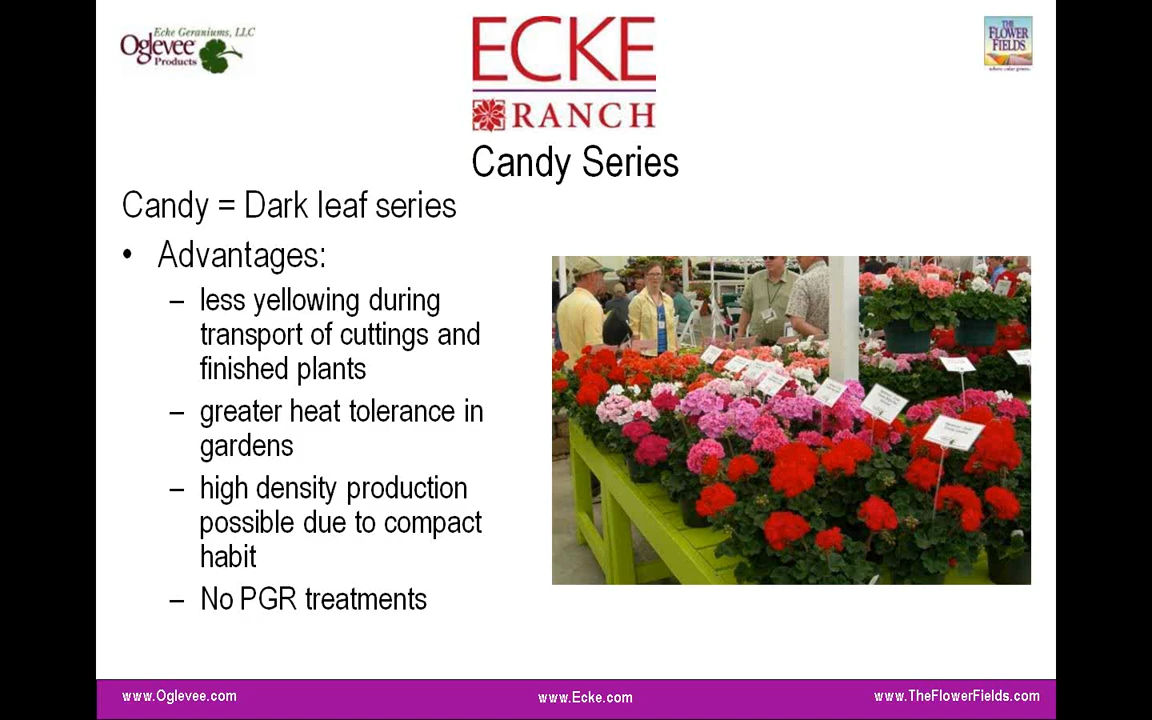 Ecke Geraniums, LLC
Oglevee
Products
ECKE
RANCH
THE
FLOWER
FIELDS
Candy Series
Candy = Dark leaf series
• Advantages:
– less yellowing during
transport of cuttings and
finished plants
– greater heat tolerance in
gardens
– high density production
possible due to compact
habit
– No PGR treatments
www.Oglevee.com
www.Ecke.com
www.TheFlowerFields.com